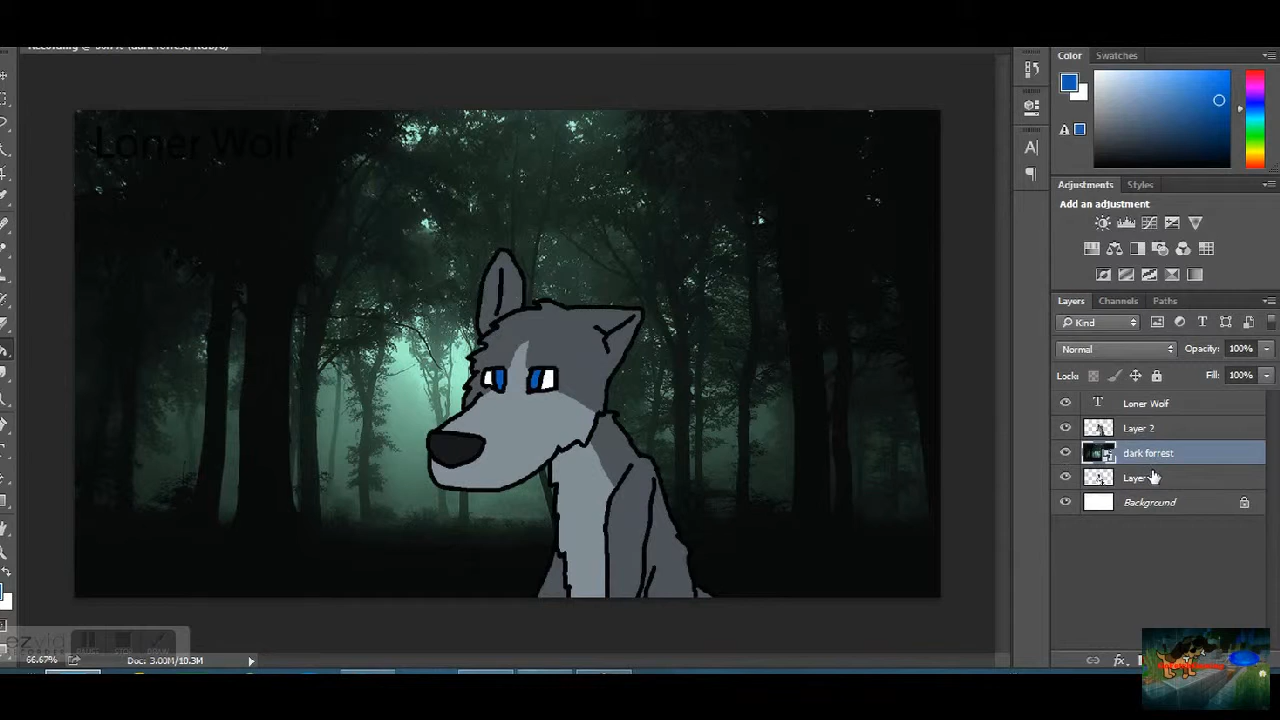 Color
Swatches
Loner Wolf
Adjustments
Styles
Add an adjustment
Layers
Channels
Paths
Kind
Normal
Opacity: 100%
Fill: 100%
Loner Wolf
Layer 2
dark forrest
Layer
Background
66.67%
Doc: 3.00M/10.3M